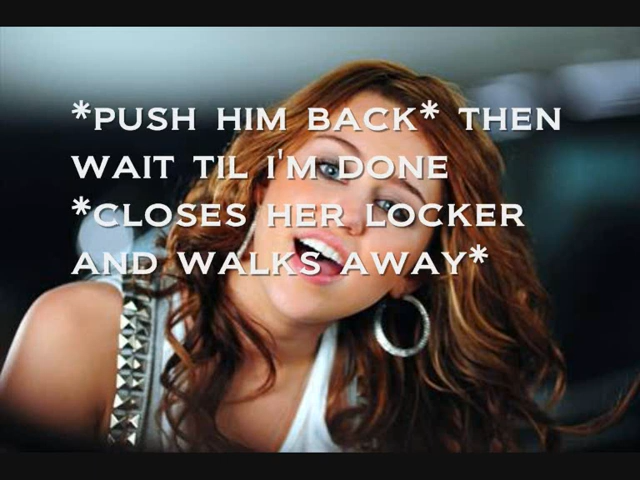 *PUSH HIM BACK* THEN
WAIT TIL I'M DONE
*CLOSES HER LOCKER
AND WALKS AWAY*